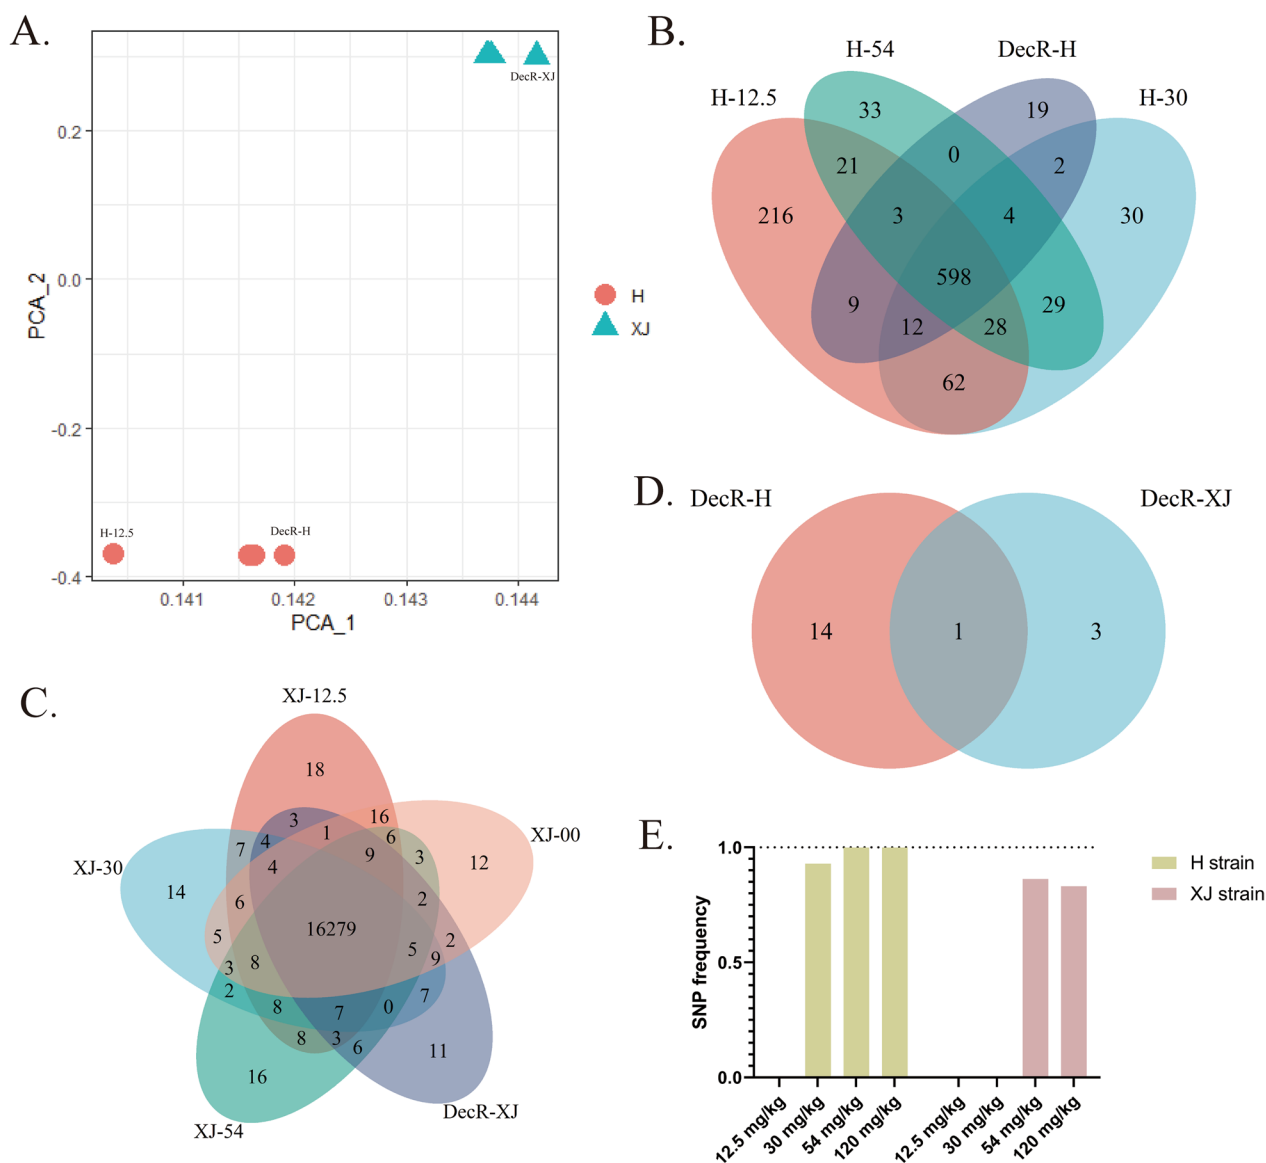 A.
0.2
0.0
-0.2
-0.4
PCA_2
DecR-XJ
H-12.5
DecR-H
0.141
0.142
0.143
0.144
PCA_1
H
XJ
B.
H-54
DecR-H
H-12.5
H-30
33
19
21
0
2
216
3
4
30
598
9
12
28
29
62
C.
XJ-12.5
18
XJ-00
3
1
16
6
7
4
4
9
3
12
XJ-30
14
6
2
16279
5
2
5
9
3
8
2
8
7
0
7
8
3
6
11
16
DecR-XJ
XJ-54
D.
DecR-H
DecR-XJ
14
1
3
E.
1.0
0.5
0.0
SNP frequency
12.5 mg/kg
30 mg/kg
54 mg/kg
120 mg/kg
12.5 mg/kg
30 mg/kg
54 mg/kg
120 mg/kg
H strain
XJ strain